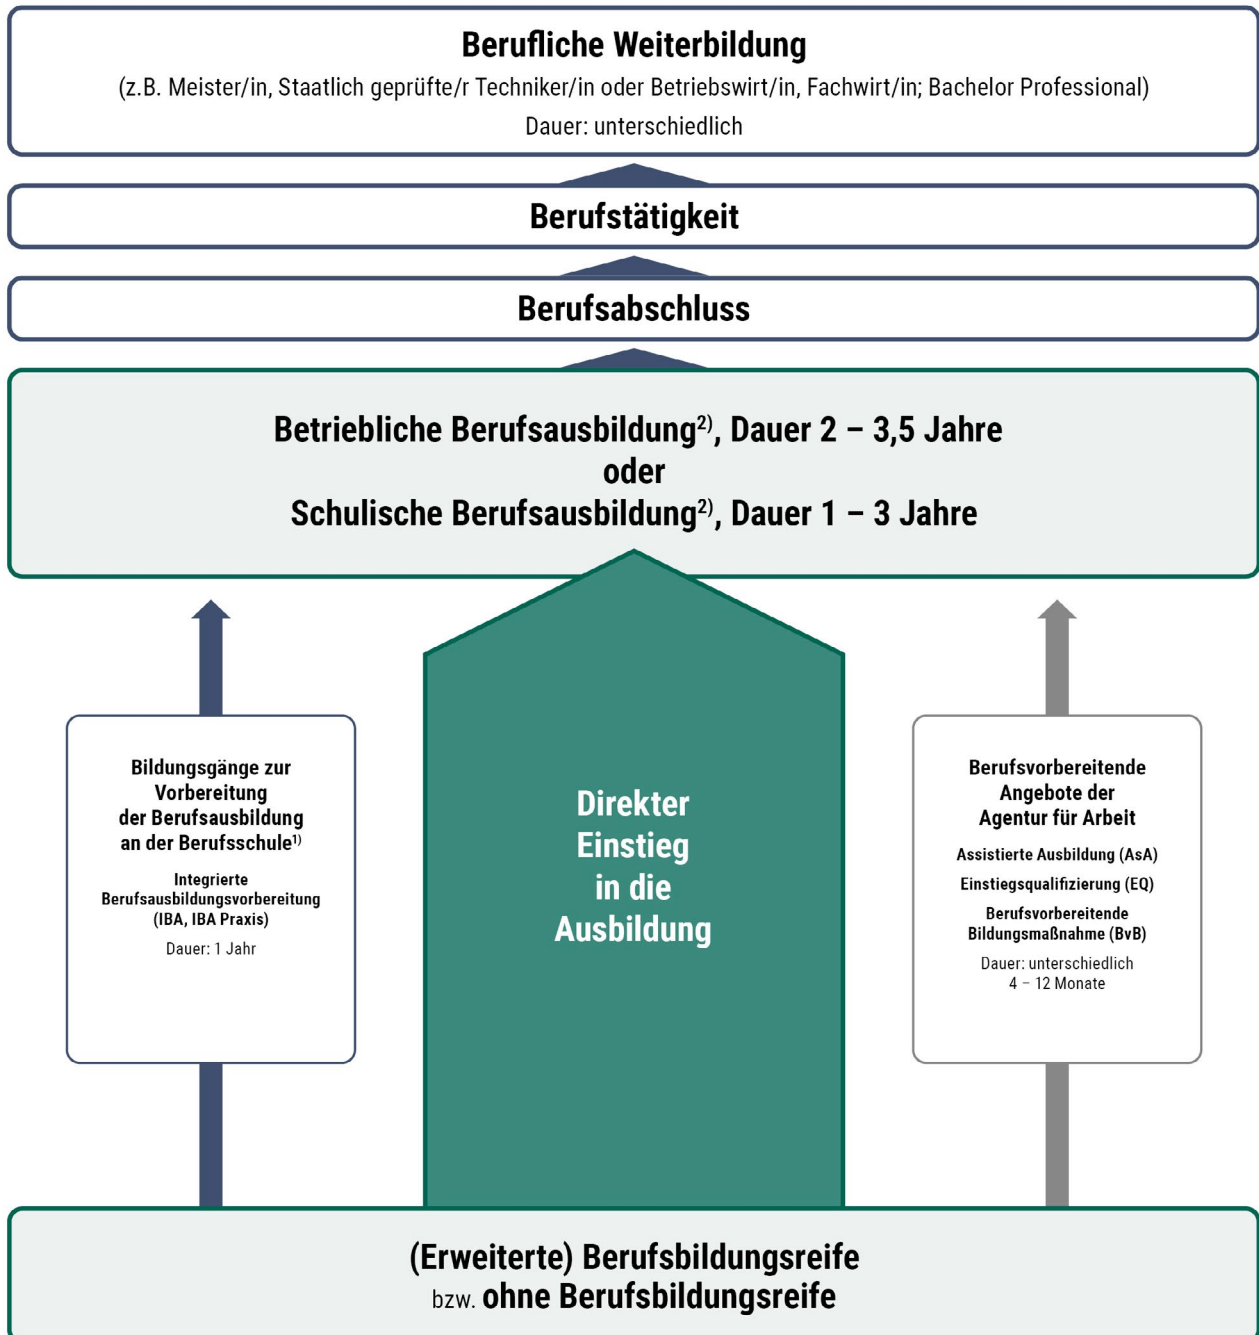 Berufliche Weiterbildung
(z.B. Meister/in, Staatlich geprüfte/r Techniker/in oder Betriebswirt/in, Fachwirt/in; Bachelor Professional)
Dauer: unterschiedlich
Berufstätigkeit
Berufsabschluss
Betriebliche Berufsausbildung²⁾, Dauer 2 – 3,5 Jahre
oder
Schulische Berufsausbildung²⁾, Dauer 1 – 3 Jahre
Bildungsgänge zur
Vorbereitung
der Berufsausbildung
an der Berufsschule¹⁾
Integrierte
Berufsausbildungsvorbereitung
(IBA, IBA Praxis)
Dauer: 1 Jahr
Direkter
Einstieg
in die
Ausbildung
Berufsvorbereitende
Angebote der
Agentur für Arbeit
Assistierte Ausbildung (AsA)
Einstiegsqualifizierung (EQ)
Berufsvorbereitende
Bildungsmaßnahme (BvB)
Dauer: unterschiedlich
4 – 12 Monate
(Erweiterte) Berufsbildungsreife
bzw. ohne Berufsbildungsreife